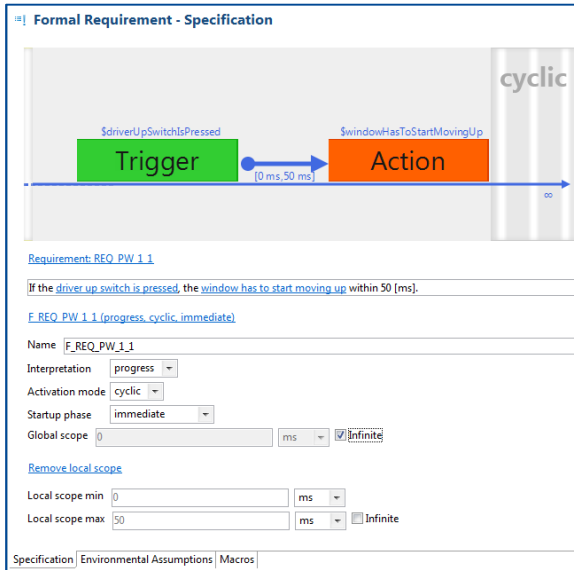 Formal Requirement - Specification
cyclic
$driverUpSwitchIsPressed $windowHasToStartMovingUp
Trigger Action
[0 ms,50 ms]
∞
Requirement: REQ_PW_1_1
If the driver up switch is pressed, the window has to start moving up within 50 [ms].
F_REQ_PW_1_1 (progress, cyclic, immediate)
Name F_REQ_PW_1_1
Interpretation progress
Activation mode cyclic
Startup phase immediate
Global scope 0 ms Infinite
Remove local scope
Local scope min 0 ms
Local scope max 50 ms Infinite
Specification Environmental Assumptions Macros